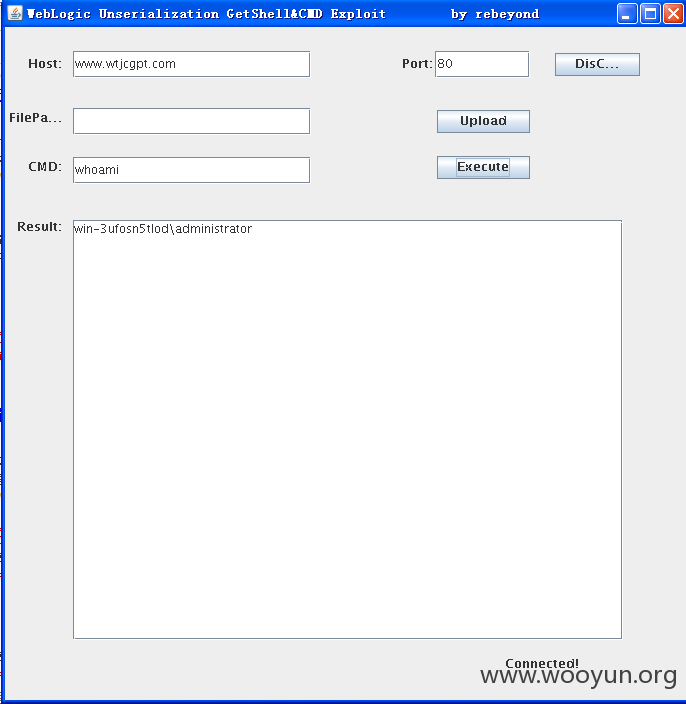 WebLogic Unserialization GetShell&CMD Exploit by rebeyond
Host: www.wtjcgpt.com Port: 80 DisC...
FilePa... Upload
CMD: whoami Execute
Result: win-3ufosn5tlod\administrator
Connected!
www.wooyun.org